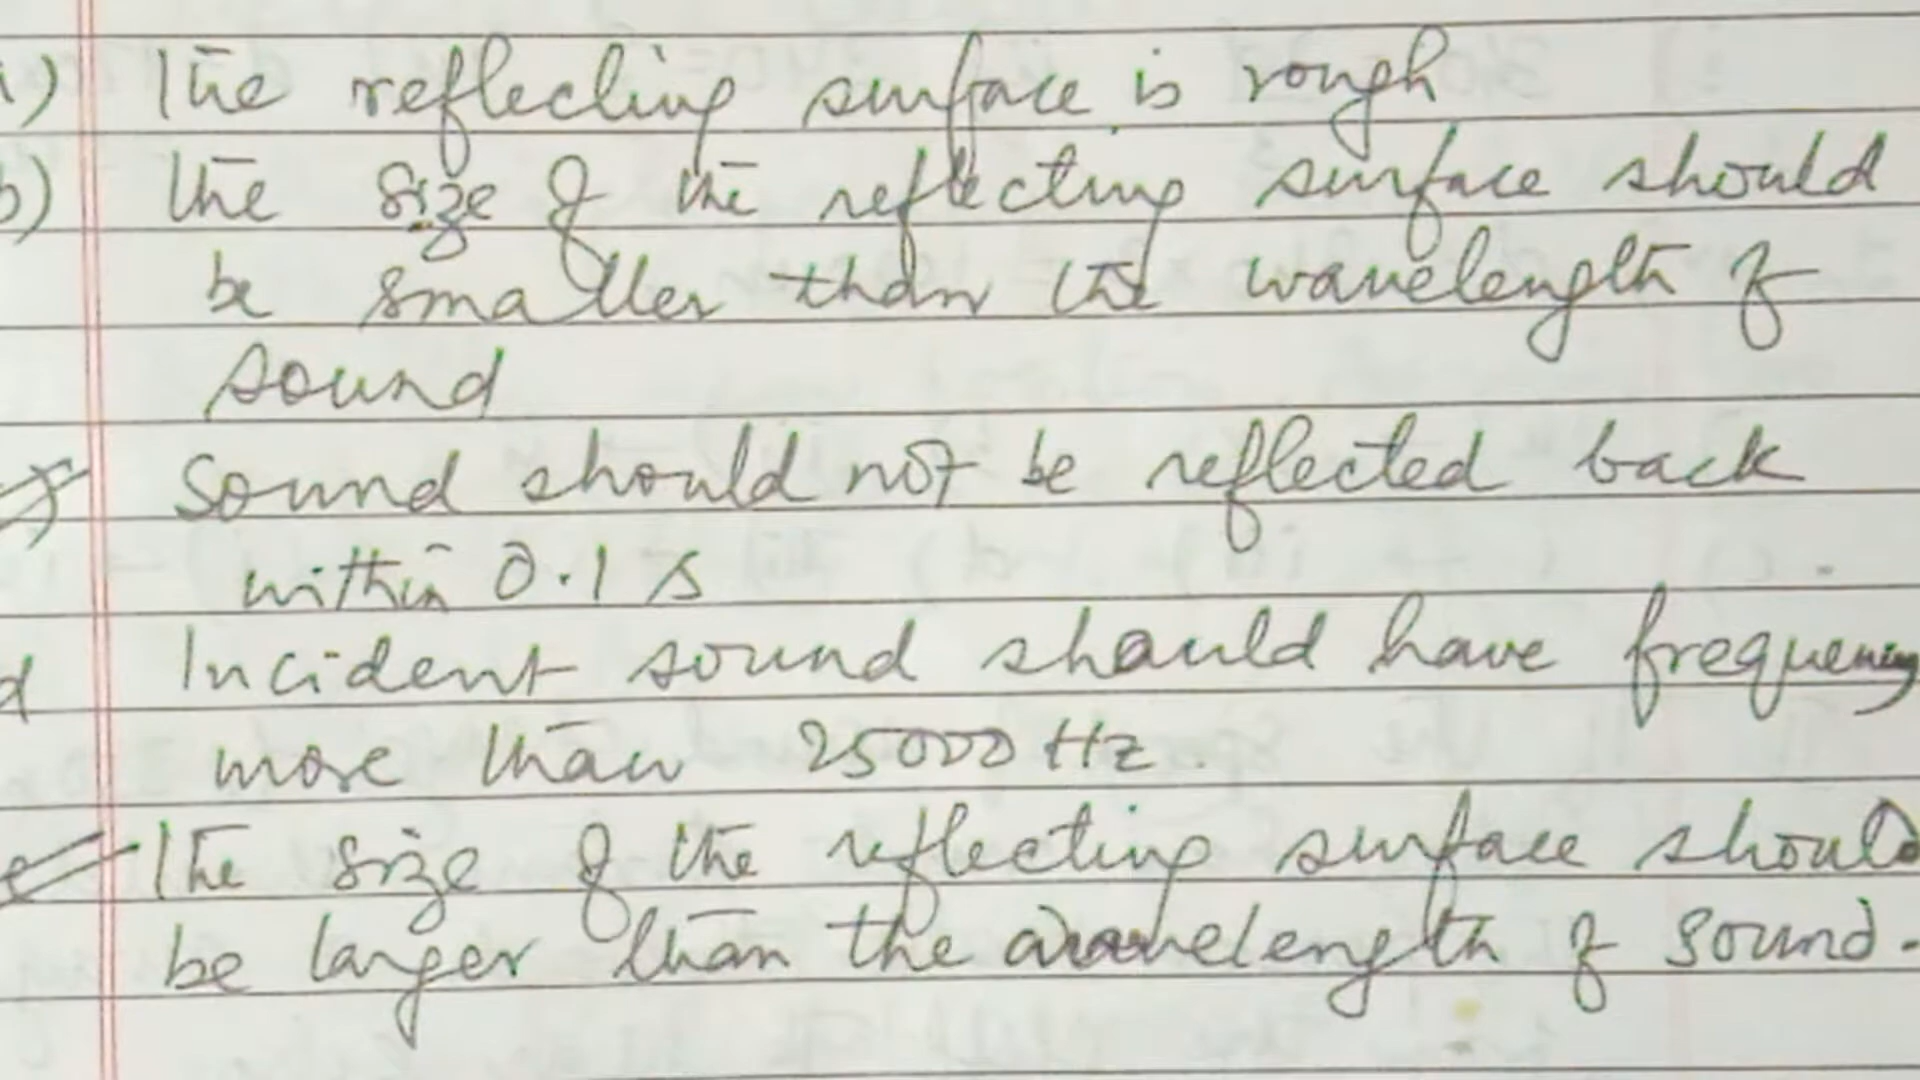 a) The reflecting surface is rough
b) The size of the reflecting surface should
be smaller than the wavelength of
sound
Sound should not be reflected back
within 0.1 s
d Incident sound should have frequency
more than 25000 Hz.
e The size of the reflecting surface should
be larger than the wavelength of sound.